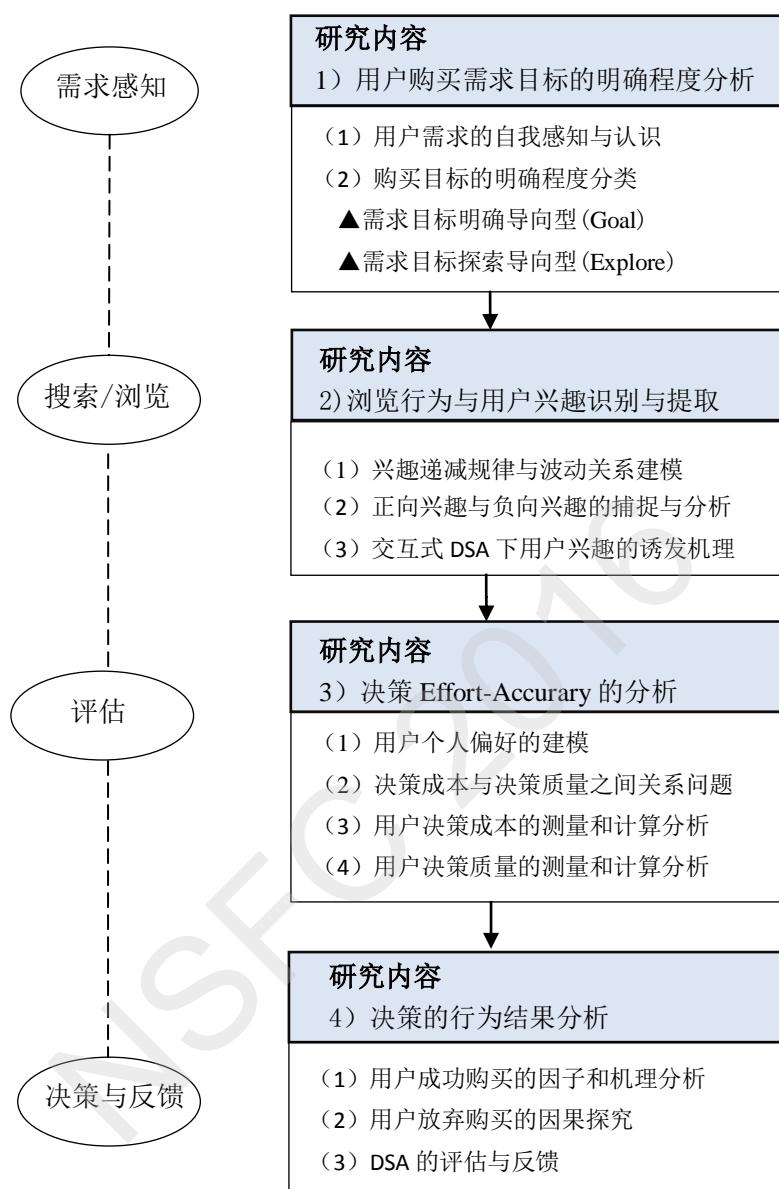 需求感知
研究内容
1）用户购买需求目标的明确程度分析
（1）用户需求的自我感知与认识
（2）购买目标的明确程度分类
▲需求目标明确导向型(Goal)
▲需求目标探索导向型(Explore)
搜索/浏览
研究内容
2)浏览行为与用户兴趣识别与提取
（1）兴趣递减规律与波动关系建模
（2）正向兴趣与负向兴趣的捕捉与分析
（3）交互式 DSA 下用户兴趣的诱发机理
评估
研究内容
3）决策 Effort-Accurary 的分析
（1）用户个人偏好的建模
（2）决策成本与决策质量之间关系问题
（3）用户决策成本的测量和计算分析
（4）用户决策质量的测量和计算分析
决策与反馈
研究内容
4）决策的行为结果分析
（1）用户成功购买的因子和机理分析
（2）用户放弃购买的因果探究
（3）DSA 的评估与反馈
NSFC 2016